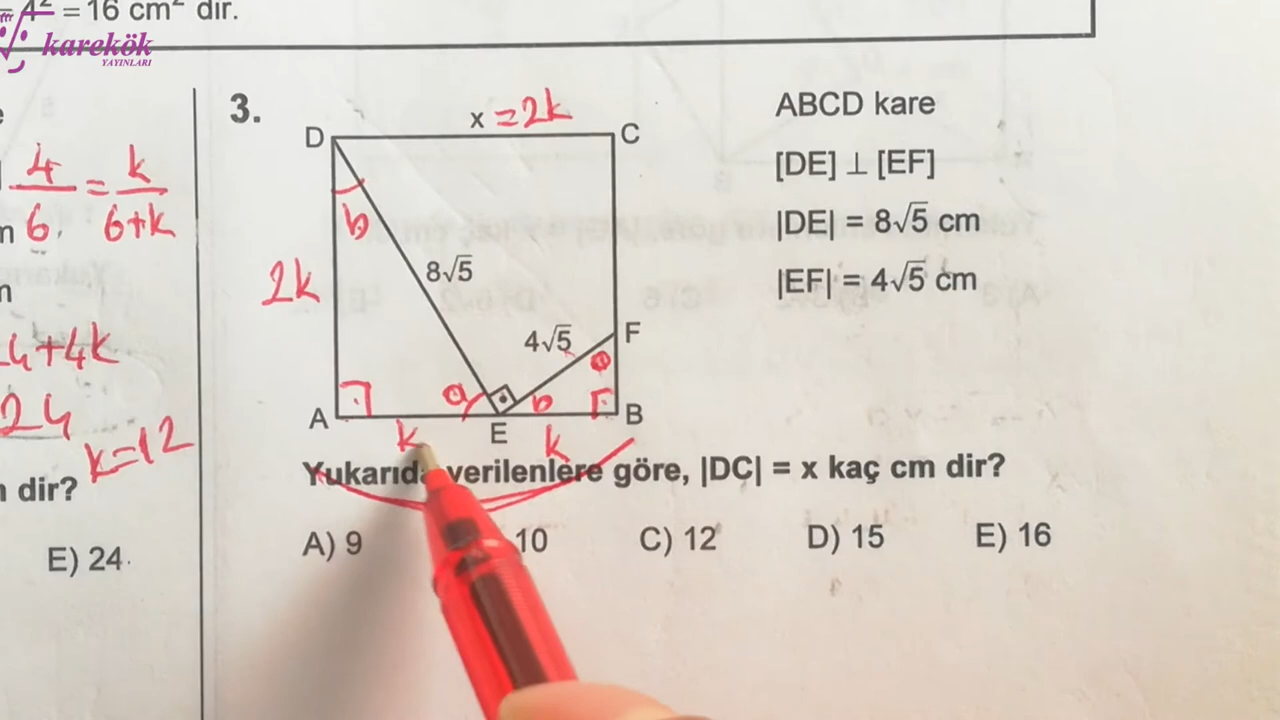 = 4² = 16 cm² dir.
karekök
YAYINLARI
4/6 = k/6+k
24
k=12
dir?
E) 24
3.
D
x =2k
C
b
2k
8√5
4√5
F
a
b
A
E
B
k
k
ABCD kare
[DE] ⊥ [EF]
|DE| = 8√5 cm
|EF| = 4√5 cm
verilenlere göre, |DC| = x kaç cm dir?
A) 9
10
C) 12
D) 15
E) 16